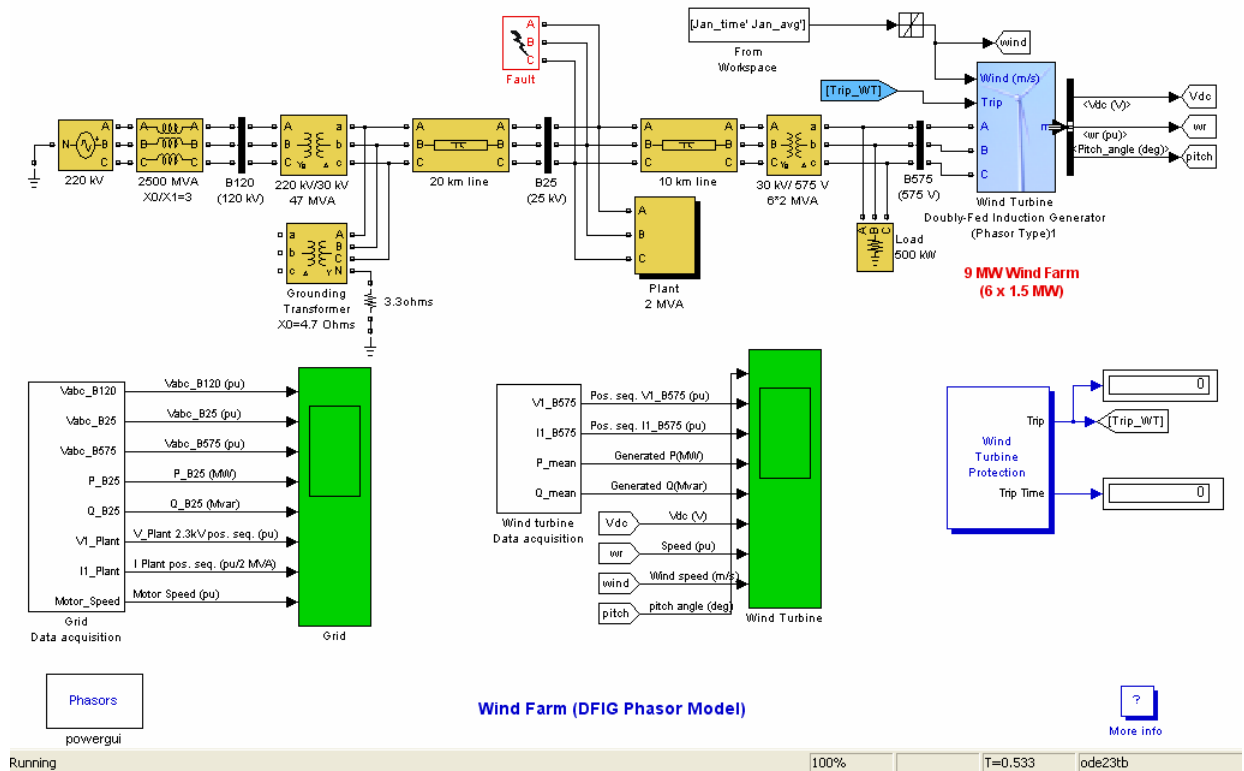 [Jan_time' Jan_avg']
From
Workspace
wind
A
B
C
Fault
[Trip_WT]
Wind (m/s)
Trip
A
B
C
m
<Vdc (V)>
<wr (pu)>
<Pitch_angle (deg)>
Vdc
wr
pitch
N
A
B
C
220 kV
A
B
C
A
B
C
2500 MVA
X0/X1=3
A a
B b
C c
B120
(120 kV)
A a
B b
C c
220 kV/30 kV
47 MVA
A
B
C
A
B
C
20 km line
A a
B b
C c
B25
(25 kV)
A
B
C
A
B
C
10 km line
A a
B b
C c
30 kV/ 575 V
6*2 MVA
A a
B b
C c
B575
(575 V)
Wind Turbine
Doubly-Fed Induction Generator
(Phasor Type)1
a A
b B
c C
N
Grounding
Transformer
X0=4.7 Ohms
3.3ohms
A
B
C
Plant
2 MVA
A B C
Load
500 kW
9 MW Wind Farm
(6 x 1.5 MW)
Vabc_B120
Vabc_B25
Vabc_B575
P_B25
Q_B25
V1_Plant
I1_Plant
Motor_Speed
Vabc_B120 (pu)
Vabc_B25 (pu)
Vabc_B575 (pu)
P_B25 (MW)
Q_B25 (Mvar)
V_Plant 2.3kV pos. seq. (pu)
I Plant pos. seq. (pu/2 MVA)
Motor Speed (pu)
Grid
Data acquisition
Grid
V1_B575
I1_B575
P_mean
Q_mean
Wind turbine
Data acquisition
Pos. seq. V1_B575 (pu)
Pos. seq. I1_B575 (pu)
Generated P(MW)
Generated Q(Mvar)
Vdc
Vdc (V)
wr
Speed (pu)
wind
Wind speed (m/s)
pitch
pitch angle (deg)
Wind Turbine
Wind
Turbine
Protection
Trip
Trip Time
0
[Trip_WT]
0
Phasors
powergui
Wind Farm (DFIG Phasor Model)
?
More info
Running
100%
T=0.533
ode23tb